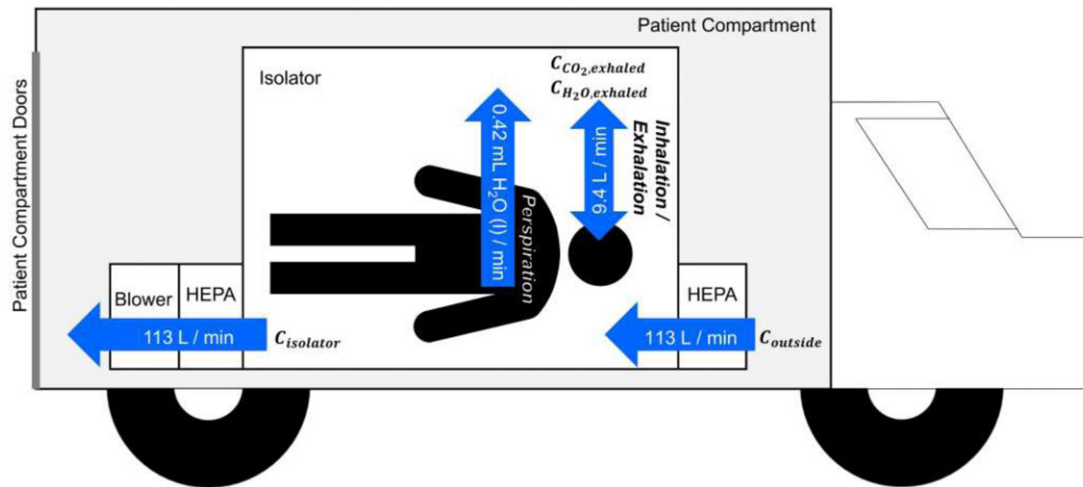 Patient Compartment
Patient Compartment Doors
Isolator
C_CO₂,exhaled
C_H₂O,exhaled
Inhalation /
Exhalation
9.4 L / min
0.42 mL H₂O (l) / min
Perspiration
Blower
HEPA
HEPA
113 L / min
C_isolator
113 L / min
C_outside